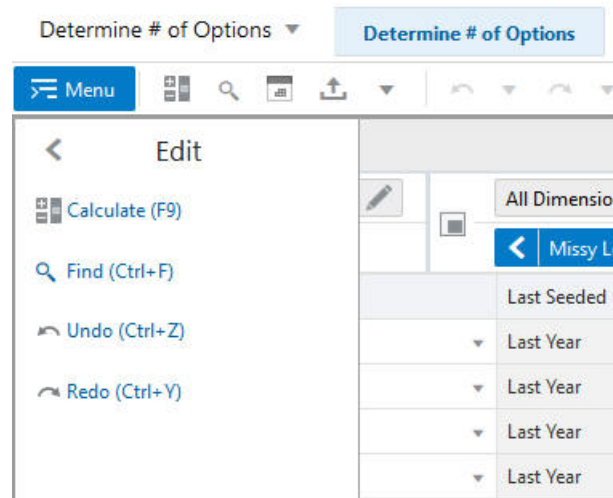 Determine # of Options
Determine # of Options
Menu
Edit
Calculate (F9)
Find (Ctrl+F)
Undo (Ctrl+Z)
Redo (Ctrl+Y)
All Dimensio
Missy L
Last Seeded
Last Year
Last Year
Last Year
Last Year